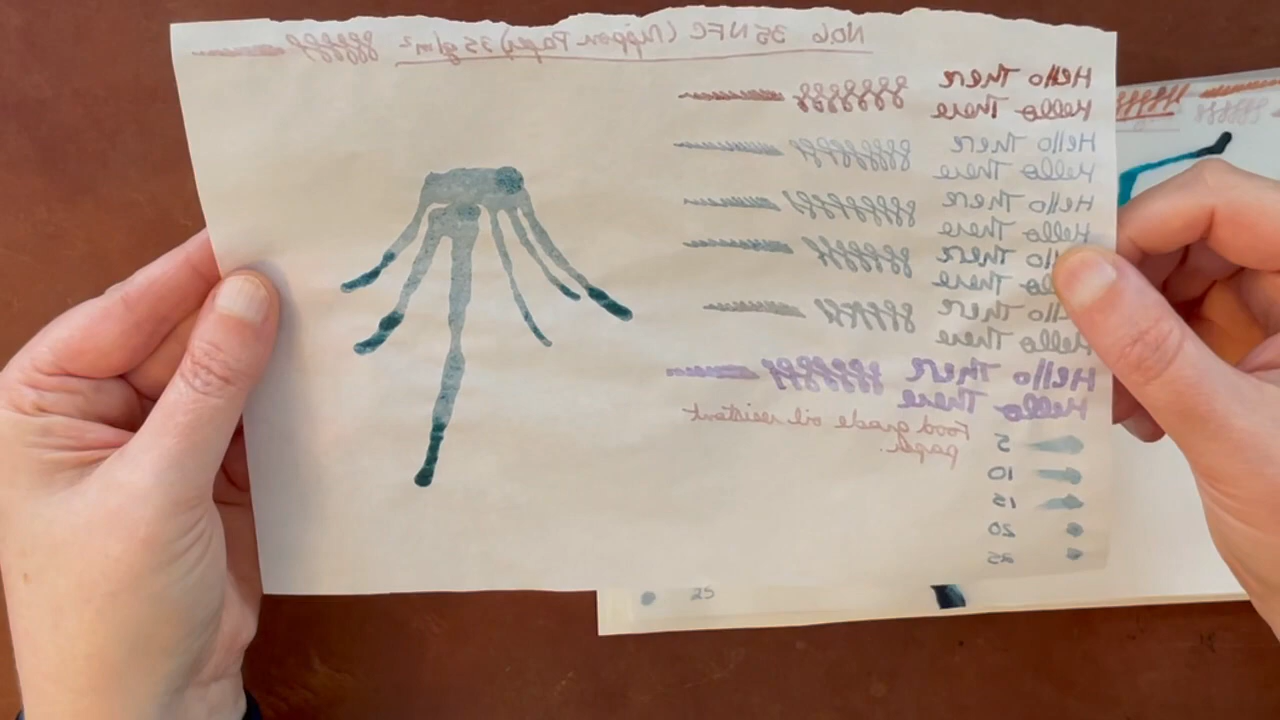 No.6 35 NFC (Nippon Paper) 35g/m²
Hello There
Hello There
Hello There
Hello There
Hello There
Hello There
Hello There
Hello There
Hello There
Hello There
Hello There
Hello There
Food grade oil resistant
paper.
5
10
15
20
25
25